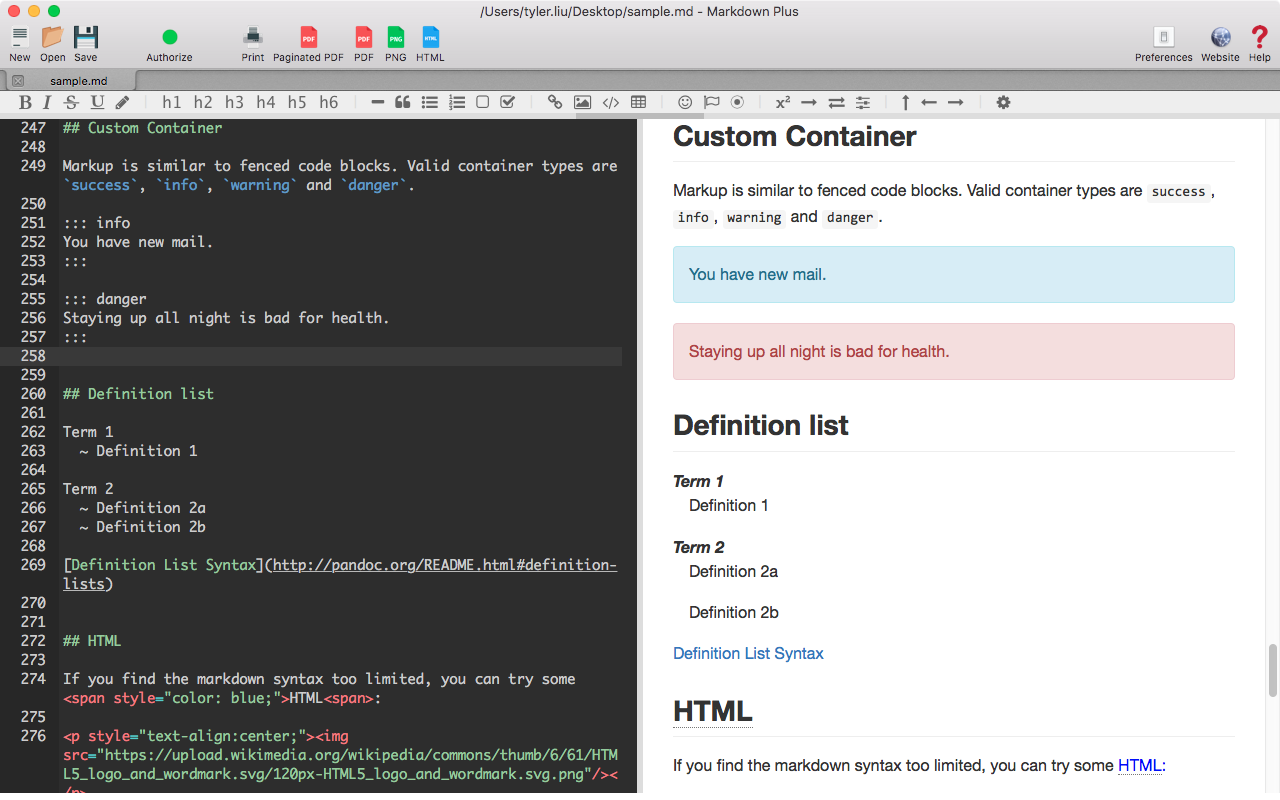 /Users/tyler.liu/Desktop/sample.md - Markdown Plus
PDF PDF PNG HTML
New Open Save Authorize Print Paginated PDF PDF PNG HTML Preferences Website Help
sample.md
B I S U h1 h2 h3 h4 h5 h6 x²
247 ## Custom Container
248
249 Markup is similar to fenced code blocks. Valid container types are
`success`, `info`, `warning` and `danger`.
250
251 ::: info
252 You have new mail.
253 :::
254
255 ::: danger
256 Staying up all night is bad for health.
257 :::
258
259
260 ## Definition list
261
262 Term 1
263 ~ Definition 1
264
265 Term 2
266 ~ Definition 2a
267 ~ Definition 2b
268
269 [Definition List Syntax](http://pandoc.org/README.html#definition-
lists)
270
271
272 ## HTML
273
274 If you find the markdown syntax too limited, you can try some
<span style="color: blue;">HTML<span>:
275
276 <p style="text-align:center;"><img
src="https://upload.wikimedia.org/wikipedia/commons/thumb/6/61/HTM
L5_logo_and_wordmark.svg/120px-HTML5_logo_and_wordmark.svg.png"/><
/p>
Custom Container
Markup is similar to fenced code blocks. Valid container types are success,
info, warning and danger.
You have new mail.
Staying up all night is bad for health.
Definition list
Term 1
Definition 1
Term 2
Definition 2a
Definition 2b
Definition List Syntax
HTML
If you find the markdown syntax too limited, you can try some HTML: